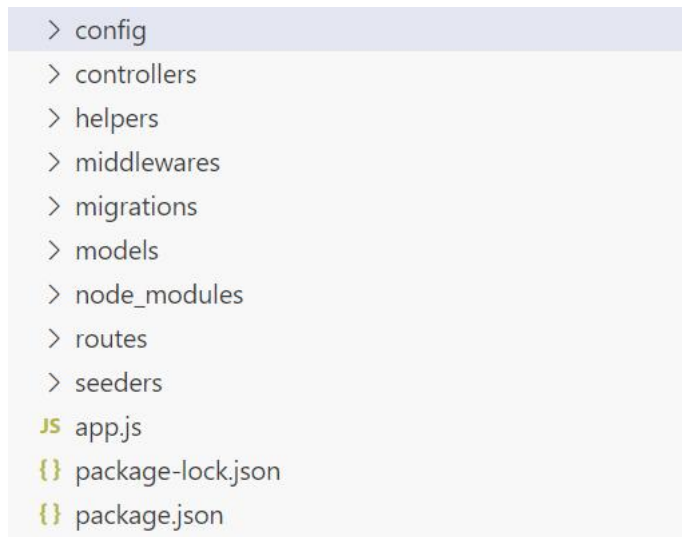 config
controllers
helpers
middlewares
migrations
models
node_modules
routes
seeders
JS app.js
{} package-lock.json
{} package.json